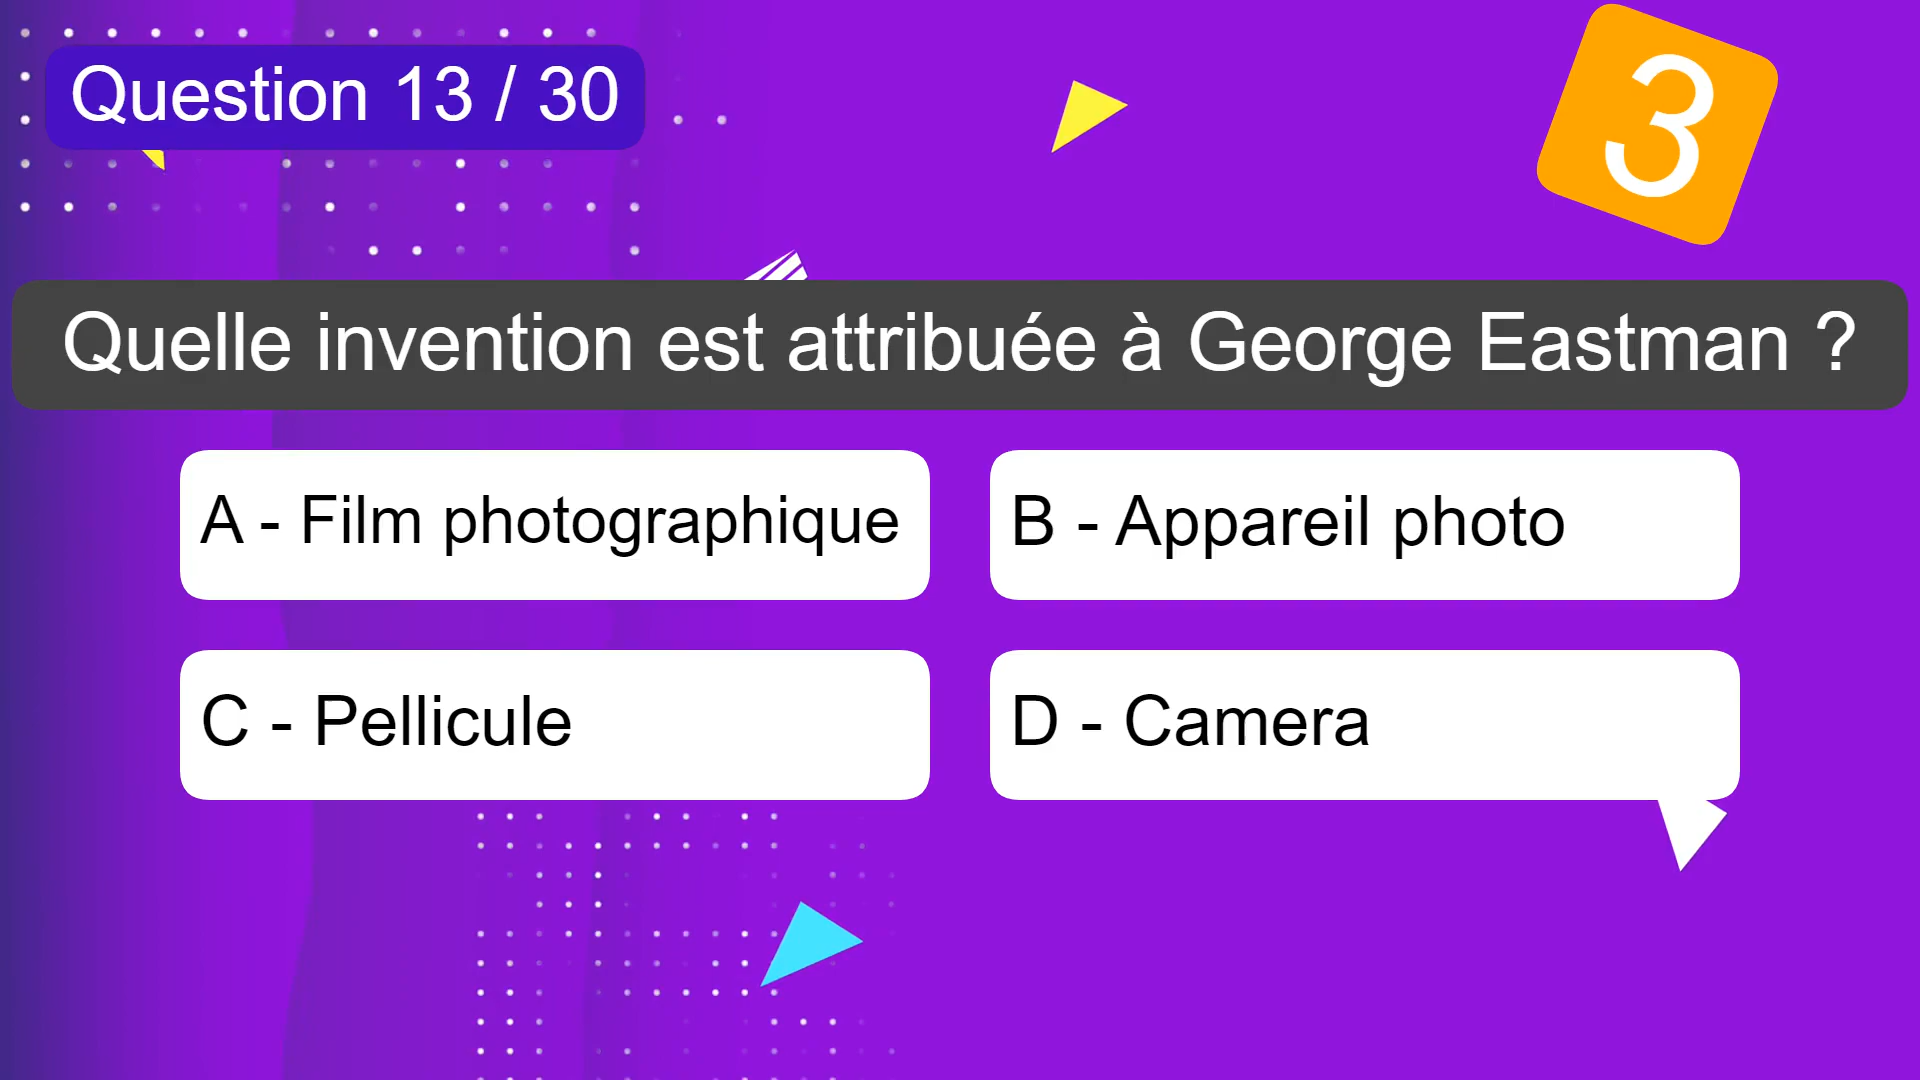 Question 13 / 30
3
Quelle invention est attribuée à George Eastman ?
A - Film photographique
B - Appareil photo
C - Pellicule
D - Camera